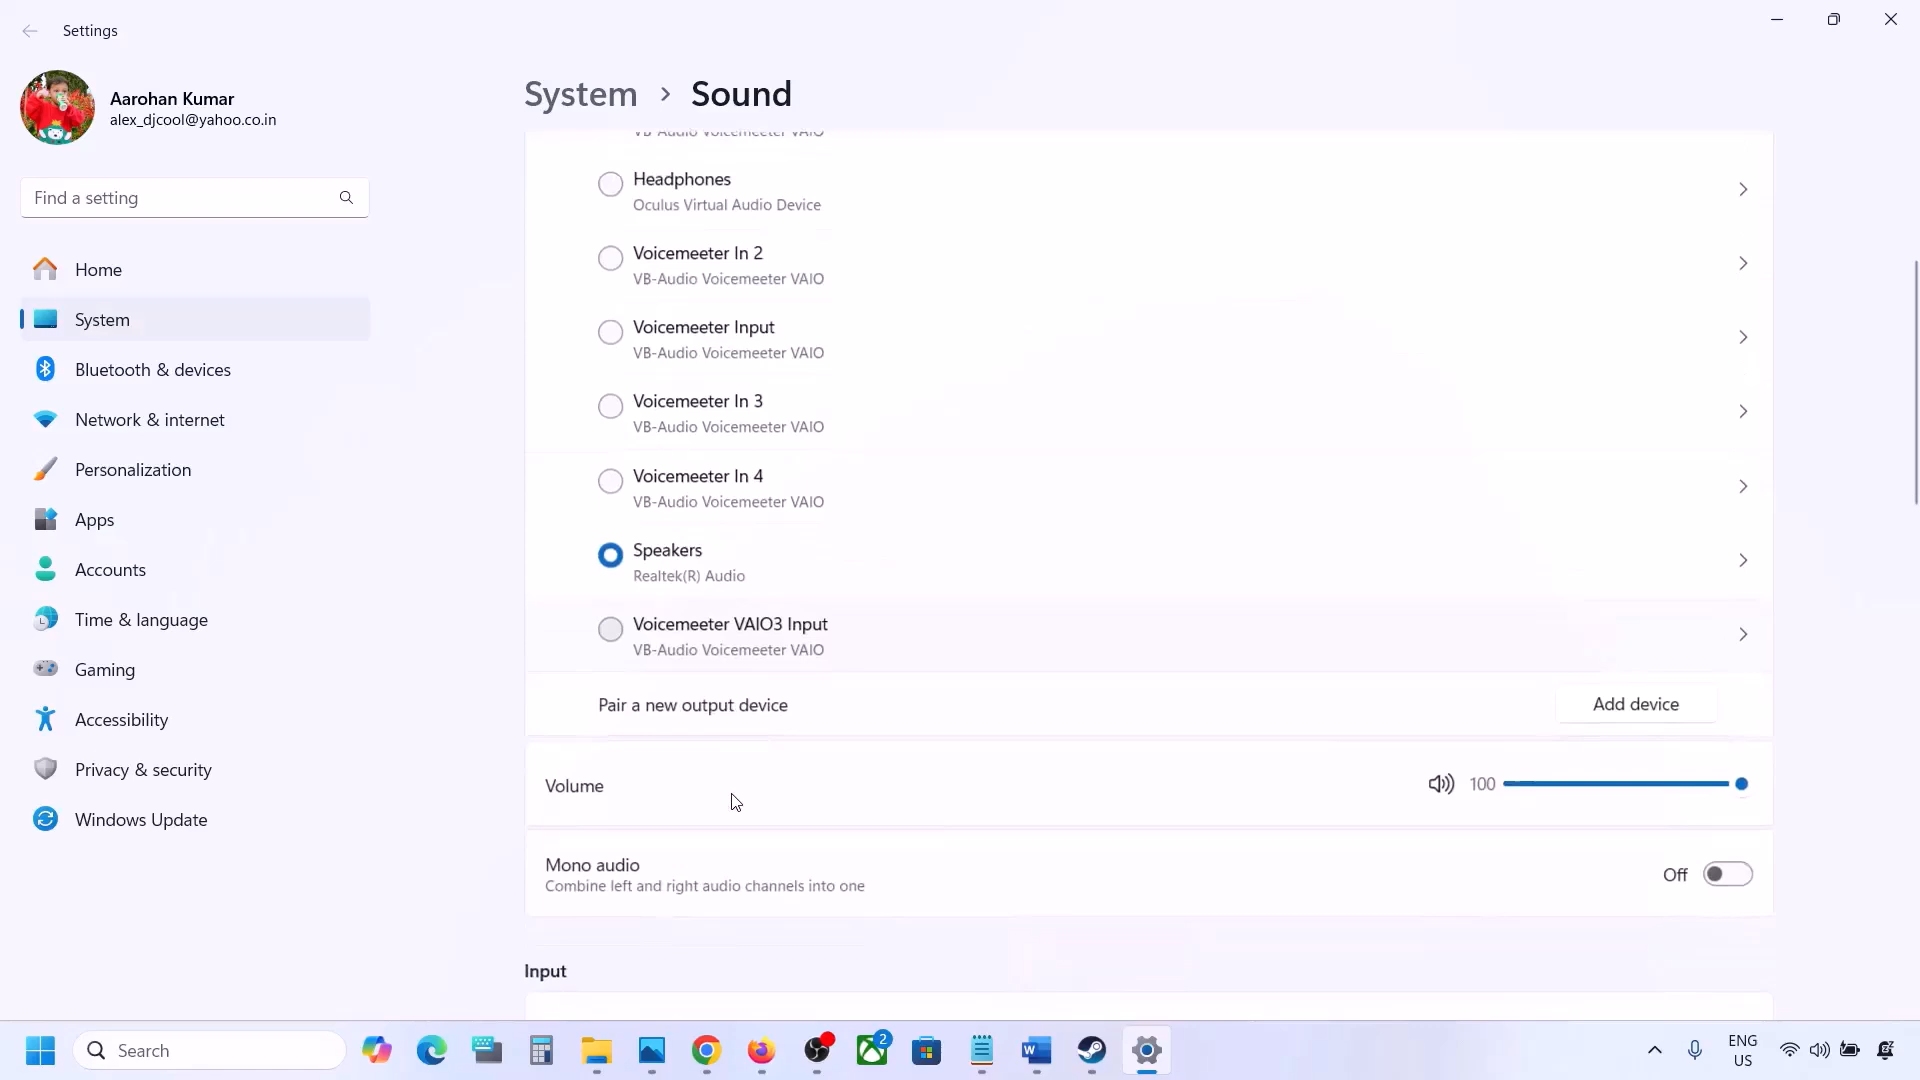 Settings
Aarohan Kumar
alex_djcool@yahoo.co.in
Find a setting
Home
System
Bluetooth & devices
Network & internet
Personalization
Apps
Accounts
Time & language
Gaming
Accessibility
Privacy & security
Windows Update
System > Sound
VB-Audio Voicemeeter VAIO
Headphones
Oculus Virtual Audio Device
Voicemeeter In 2
VB-Audio Voicemeeter VAIO
Voicemeeter Input
VB-Audio Voicemeeter VAIO
Voicemeeter In 3
VB-Audio Voicemeeter VAIO
Voicemeeter In 4
VB-Audio Voicemeeter VAIO
Speakers
Realtek(R) Audio
Voicemeeter VAIO3 Input
VB-Audio Voicemeeter VAIO
Pair a new output device
Add device
Volume
100
Mono audio
Combine left and right audio channels into one
Off
Input
Search
2
ENG
US